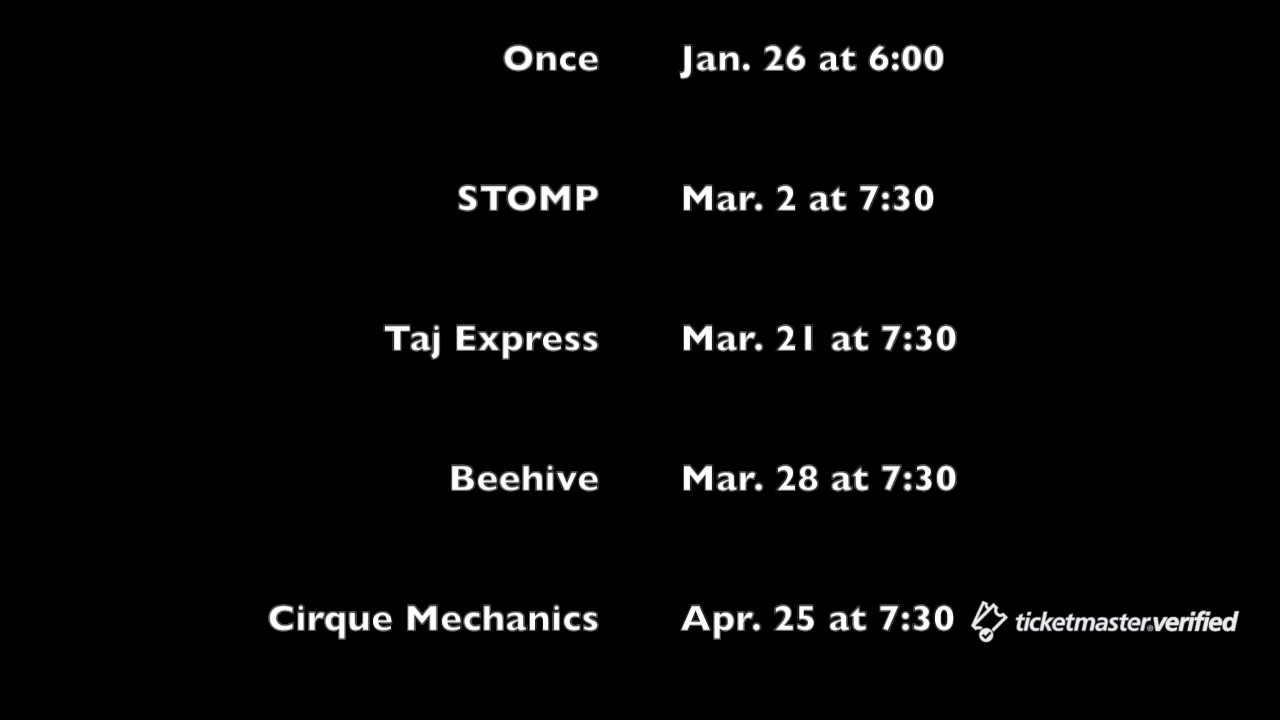 Once Jan. 26 at 6:00
STOMP Mar. 2 at 7:30
Taj Express Mar. 21 at 7:30
Beehive Mar. 28 at 7:30
Cirque Mechanics Apr. 25 at 7:30 ticketmaster® verified